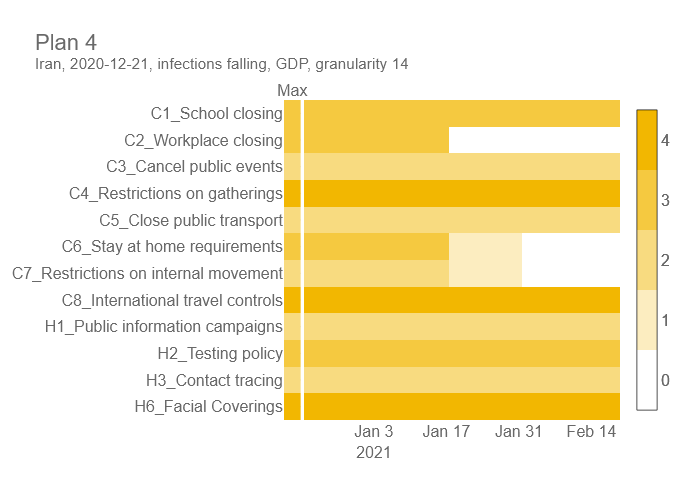 Plan 4
Iran, 2020-12-21, infections falling, GDP, granularity 14
Max
C1_School closing
C2_Workplace closing
C3_Cancel public events
C4_Restrictions on gatherings
C5_Close public transport
C6_Stay at home requirements
C7_Restrictions on internal movement
C8_International travel controls
H1_Public information campaigns
H2_Testing policy
H3_Contact tracing
H6_Facial Coverings
Jan 3 Jan 17 Jan 31 Feb 14
2021
4
3
2
1
0